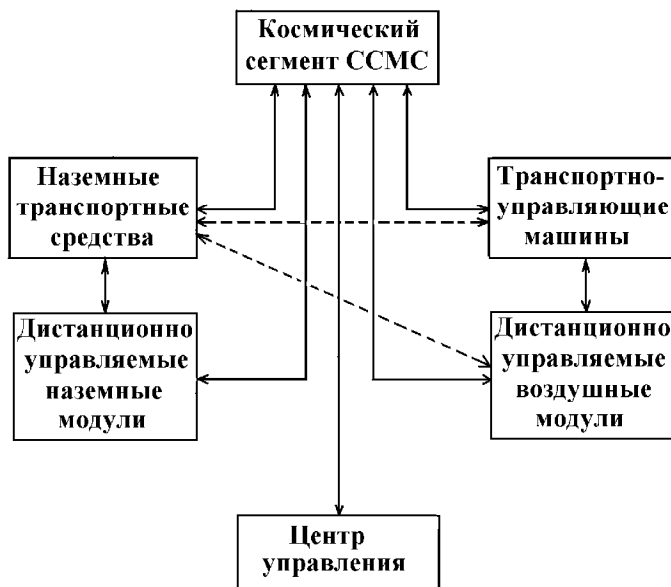 Космический
сегмент ССМС
Наземные
транспортные
средства
Транспортно-
управляющие
машины
Дистанционно
управляемые
наземные
модули
Дистанционно
управляемые
воздушные
модули
Центр
управления